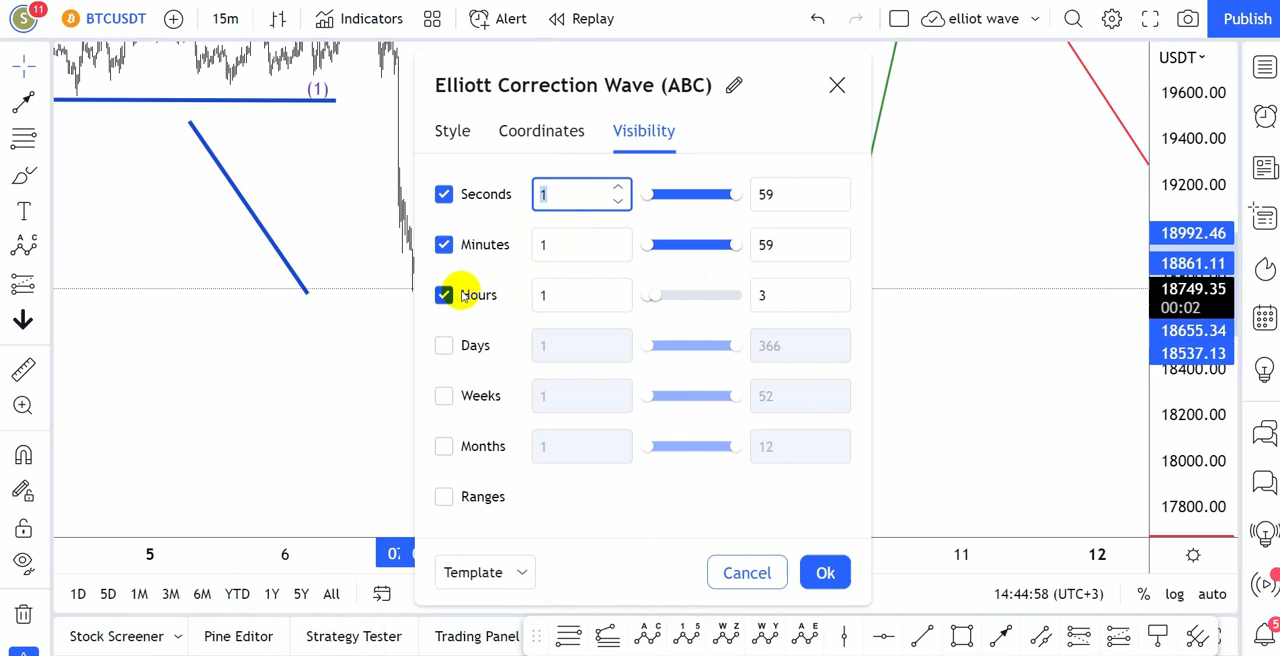 S 11 BTCUSDT 15m Indicators Alert Replay elliot wave Publish
(1)
Elliott Correction Wave (ABC)
Style Coordinates Visibility
Seconds 1 59
Minutes 1 59
Hours 1 3
Days 1 366
Weeks 1 52
Months 1 12
Ranges
Template Cancel Ok
USDT
19600.00
19400.00
19200.00
18992.46
18861.11
18749.35
00:02
18655.34
18537.13
18400.00
18200.00
18000.00
17800.00
T
A C
5 6 07 11 12
1D 5D 1M 3M 6M YTD 1Y 5Y All 14:44:58 (UTC+3) % log auto
Stock Screener Pine Editor Strategy Tester Trading Panel A C 1 5 W Z W Y A E 5